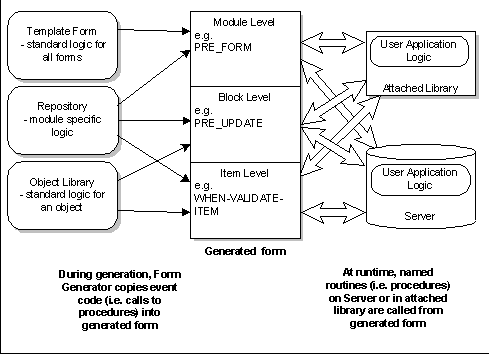 Template Form
- standard logic for
all forms
Repository
- module specific
logic
Object Library
- standard logic for
an object
Module Level
e.g.
PRE_FORM
Block Level
e.g.
PRE_UPDATE
Item Level
e.g.
WHEN-VALIDATE-
ITEM
Generated form
User Application
Logic
Attached Library
User Application
Logic
Server
During generation, Form
Generator copies event
code (i.e. calls to
procedures) into
generated form
At runtime, named
routines (i.e. procedures)
on Server or in attached
library are called from
generated form